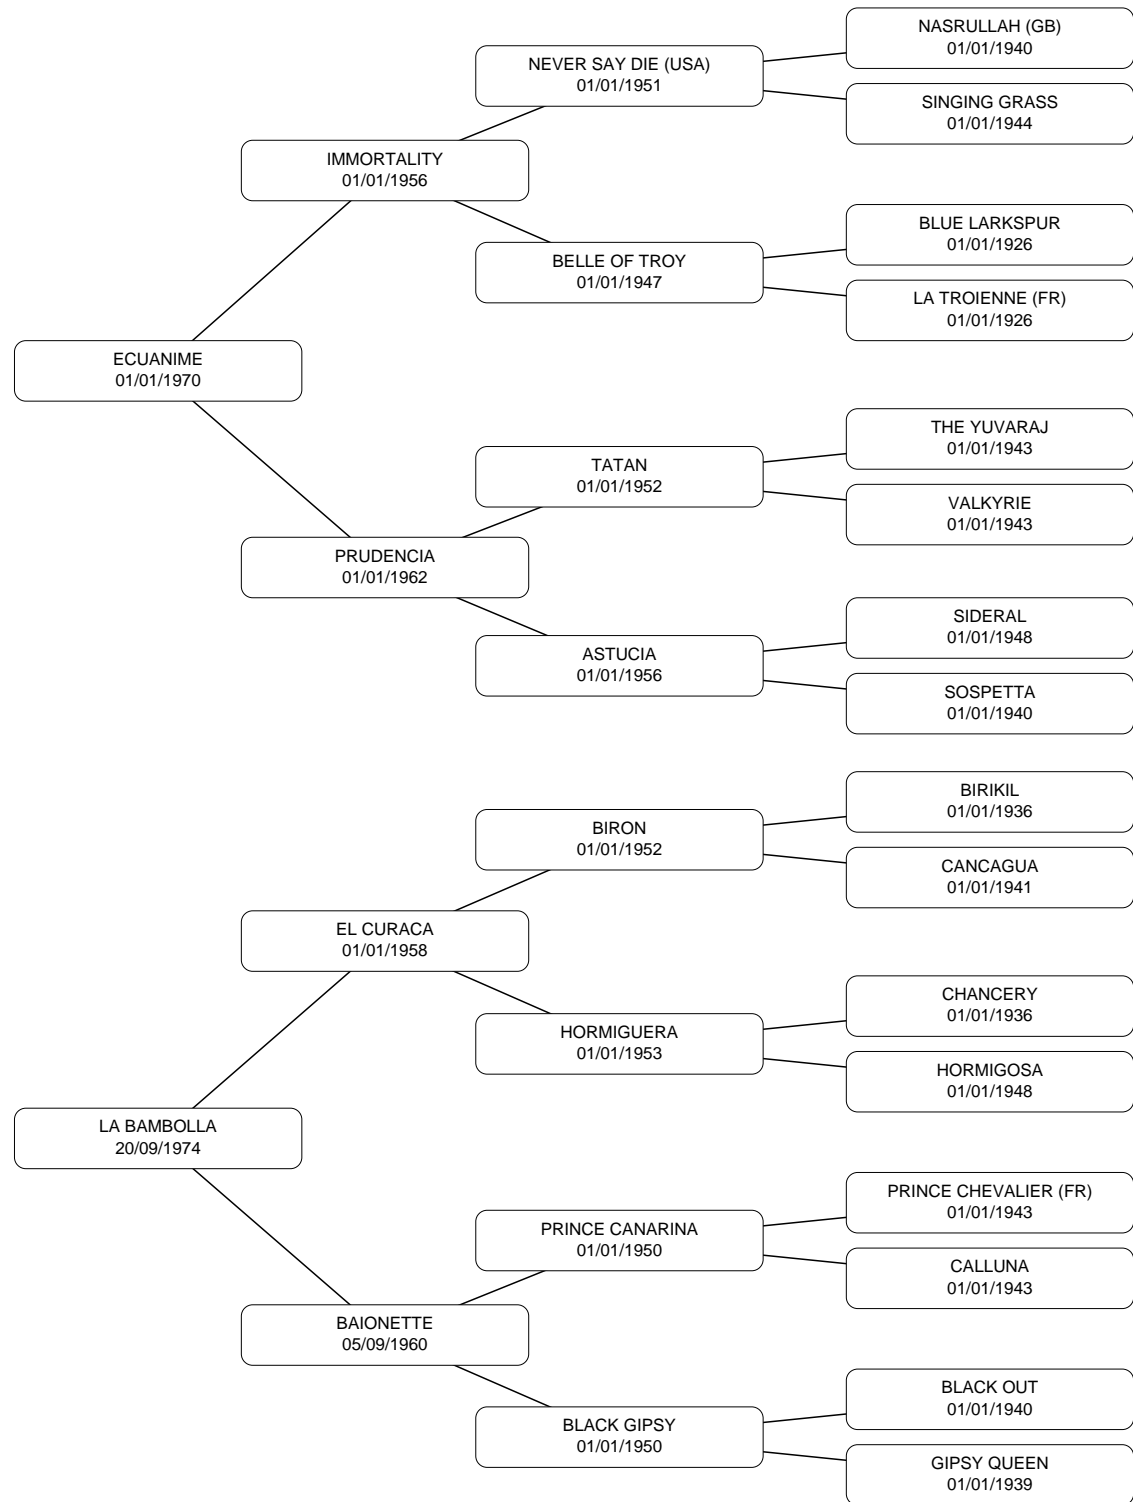 NASRULLAH (GB)
01/01/1940
NEVER SAY DIE (USA)
01/01/1951
SINGING GRASS
01/01/1944
IMMORTALITY
01/01/1956
BLUE LARKSPUR
01/01/1926
BELLE OF TROY
01/01/1947
LA TROIENNE (FR)
01/01/1926
ECUANIME
01/01/1970
THE YUVARAJ
01/01/1943
TATAN
01/01/1952
VALKYRIE
01/01/1943
PRUDENCIA
01/01/1962
SIDERAL
01/01/1948
ASTUCIA
01/01/1956
SOSPETTA
01/01/1940
BIRIKIL
01/01/1936
BIRON
01/01/1952
CANCAGUA
01/01/1941
EL CURACA
01/01/1958
CHANCERY
01/01/1936
HORMIGUERA
01/01/1953
HORMIGOSA
01/01/1948
LA BAMBOLLA
20/09/1974
PRINCE CHEVALIER (FR)
01/01/1943
PRINCE CANARINA
01/01/1950
CALLUNA
01/01/1943
BAIONETTE
05/09/1960
BLACK OUT
01/01/1940
BLACK GIPSY
01/01/1950
GIPSY QUEEN
01/01/1939